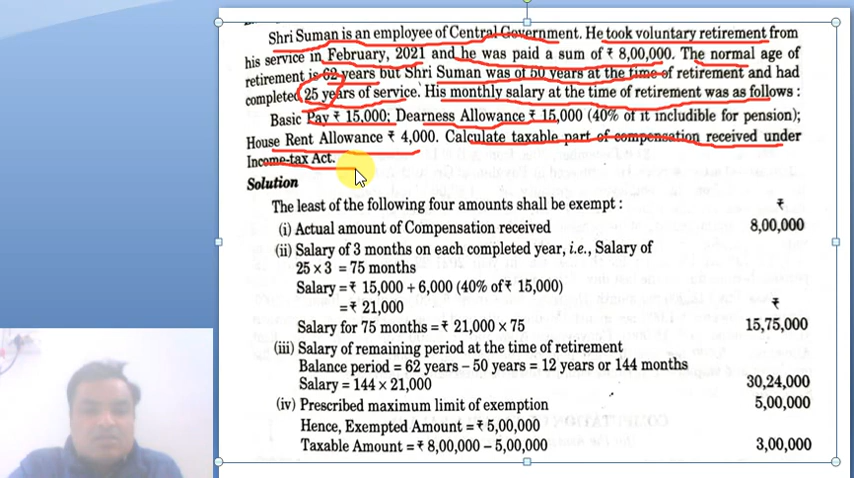 Shri Suman is an employee of Central Government. He took voluntary retirement from
his service in February, 2021 and he was paid a sum of ₹ 8,00,000. The normal age of
retirement is 62 years but Shri Suman was of 50 years at the time of retirement and had
completed 25 years of service. His monthly salary at the time of retirement was as follows :
Basic Pay ₹ 15,000; Dearness Allowance ₹ 15,000 (40% of it includible for pension);
House Rent Allowance ₹ 4,000. Calculate taxable part of compensation received under
Income-tax Act.
Solution
The least of the following four amounts shall be exempt : ₹
(i) Actual amount of Compensation received 8,00,000
(ii) Salary of 3 months on each completed year, i.e., Salary of
25 × 3 = 75 months
Salary = ₹ 15,000 + 6,000 (40% of ₹ 15,000)
= ₹ 21,000 ₹
Salary for 75 months = ₹ 21,000 × 75 15,75,000
(iii) Salary of remaining period at the time of retirement
Balance period = 62 years – 50 years = 12 years or 144 months
Salary = 144 × 21,000 30,24,000
(iv) Prescribed maximum limit of exemption 5,00,000
Hence, Exempted Amount = ₹ 5,00,000
Taxable Amount = ₹ 8,00,000 – 5,00,000 3,00,000